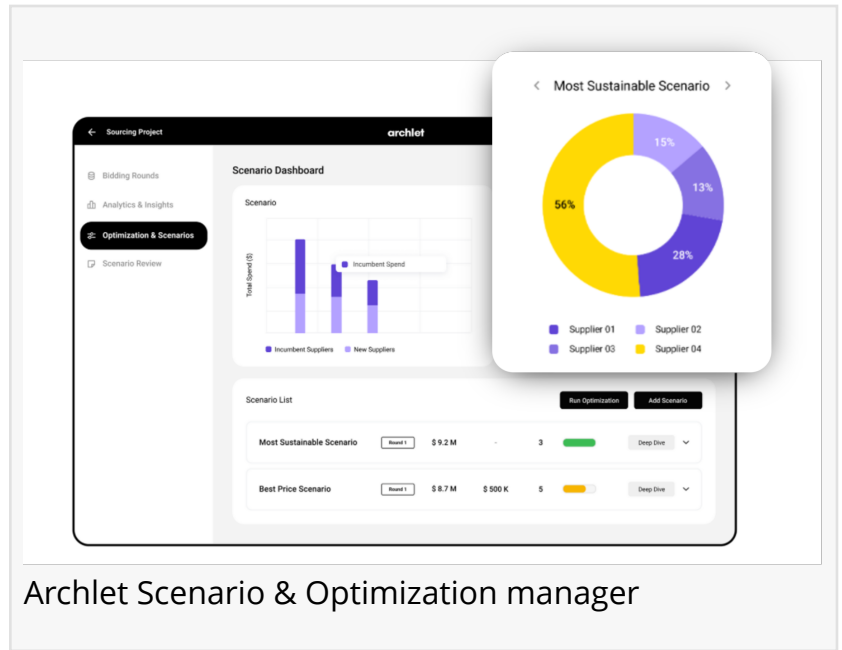 Most Sustainable Scenario
15%
13%
56%
28%
Supplier 01 Supplier 02
Supplier 03 Supplier 04
Sourcing Project archlet
Bidding Rounds
Analytics & Insights
Optimization & Scenarios
Scenario Review
Scenario Dashboard
Scenario
Total Spend ($)
Incumbent Spend
Incumbent Suppliers New Suppliers
Scenario List Run Optimization Add Scenario
Most Sustainable Scenario Round 1 $ 9.2 M - 3 Deep Dive
Best Price Scenario Round 1 $ 8.7 M $ 500 K 5 Deep Dive
Archlet Scenario & Optimization manager